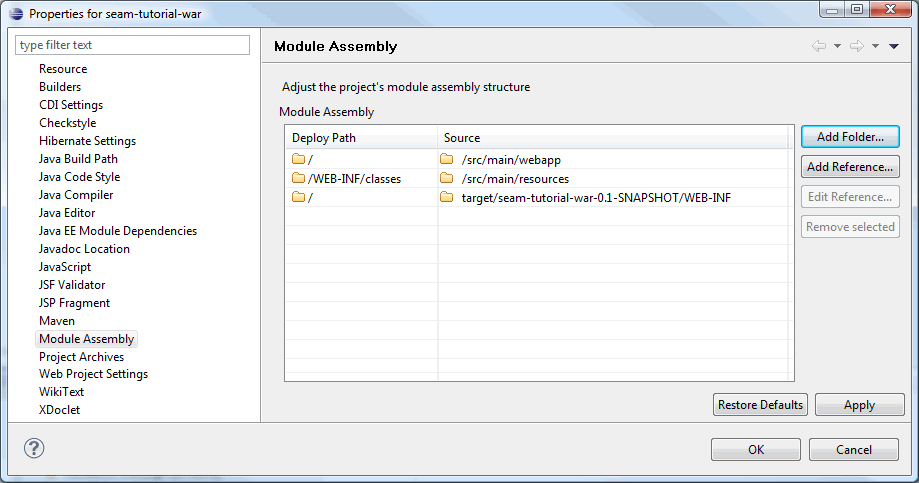 Properties for seam-tutorial-war
type filter text
Resource
Builders
CDI Settings
Checkstyle
Hibernate Settings
Java Build Path
Java Code Style
Java Compiler
Java Editor
Java EE Module Dependencies
Javadoc Location
JavaScript
JSF Validator
JSP Fragment
Maven
Module Assembly
Project Archives
Web Project Settings
WikiText
XDoclet
Module Assembly
Adjust the project's module assembly structure
Module Assembly
Deploy Path Source
/ /src/main/webapp
/WEB-INF/classes /src/main/resources
/ target/seam-tutorial-war-0.1-SNAPSHOT/WEB-INF
Add Folder...
Add Reference...
Edit Reference...
Remove selected
Restore Defaults Apply
? OK Cancel